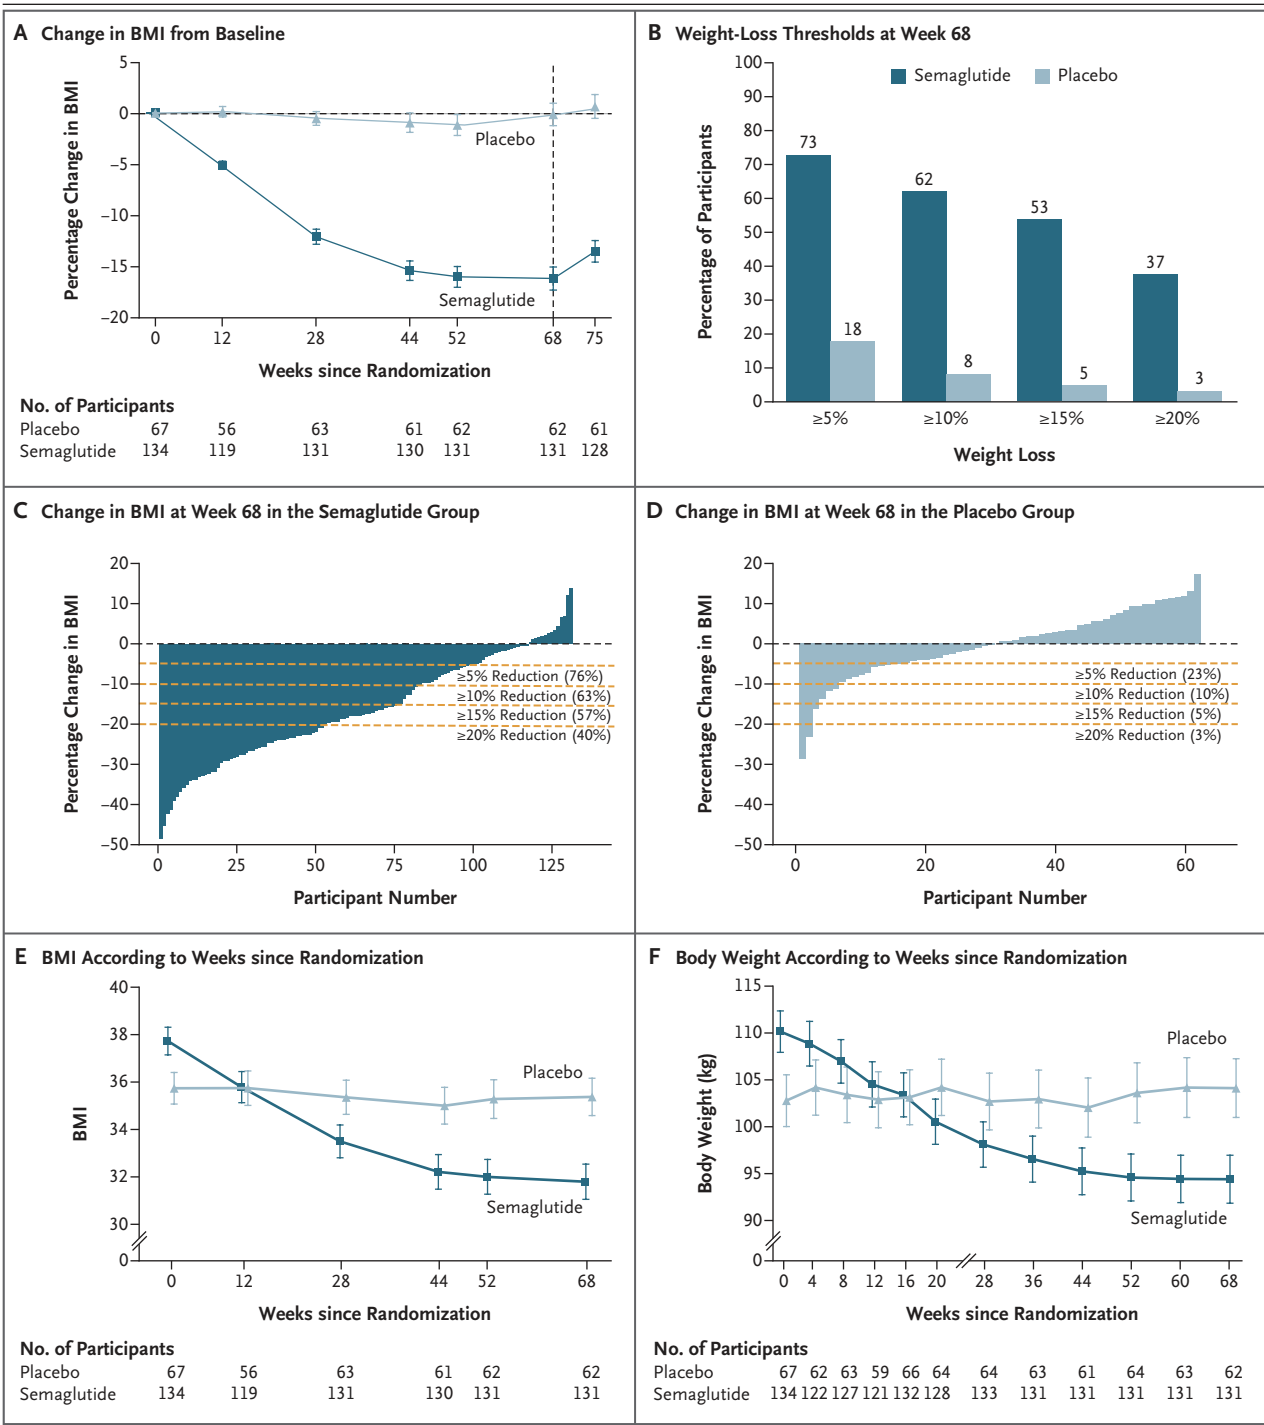 A Change in BMI from Baseline
Percentage Change in BMI
5
0
–5
–10
–15
–20
Placebo
Semaglutide
0 12 28 44 52 68 75
Weeks since Randomization
No. of Participants
Placebo 67 56 63 61 62 62 61
Semaglutide 134 119 131 130 131 131 128
B Weight-Loss Thresholds at Week 68
Percentage of Participants
100
90
80
70
60
50
40
30
20
10
0
Semaglutide Placebo
73
18
62
8
53
5
37
3
≥5% ≥10% ≥15% ≥20%
Weight Loss
C Change in BMI at Week 68 in the Semaglutide Group
Percentage Change in BMI
20
10
0
–10
–20
–30
–40
–50
≥5% Reduction (76%)
≥10% Reduction (63%)
≥15% Reduction (57%)
≥20% Reduction (40%)
0 25 50 75 100 125
Participant Number
D Change in BMI at Week 68 in the Placebo Group
Percentage Change in BMI
20
10
0
–10
–20
–30
–40
–50
≥5% Reduction (23%)
≥10% Reduction (10%)
≥15% Reduction (5%)
≥20% Reduction (3%)
0 20 40 60
Participant Number
E BMI According to Weeks since Randomization
BMI
40
38
36
34
32
30
0
Placebo
Semaglutide
0 12 28 44 52 68
Weeks since Randomization
No. of Participants
Placebo 67 56 63 61 62 62
Semaglutide 134 119 131 130 131 131
F Body Weight According to Weeks since Randomization
Body Weight (kg)
115
110
105
100
95
90
0
Placebo
Semaglutide
0 4 8 12 16 20 28 36 44 52 60 68
Weeks since Randomization
No. of Participants
Placebo 67 62 63 59 66 64 64 63 61 64 63 62
Semaglutide 134 122 127 121 132 128 133 131 131 131 131 131